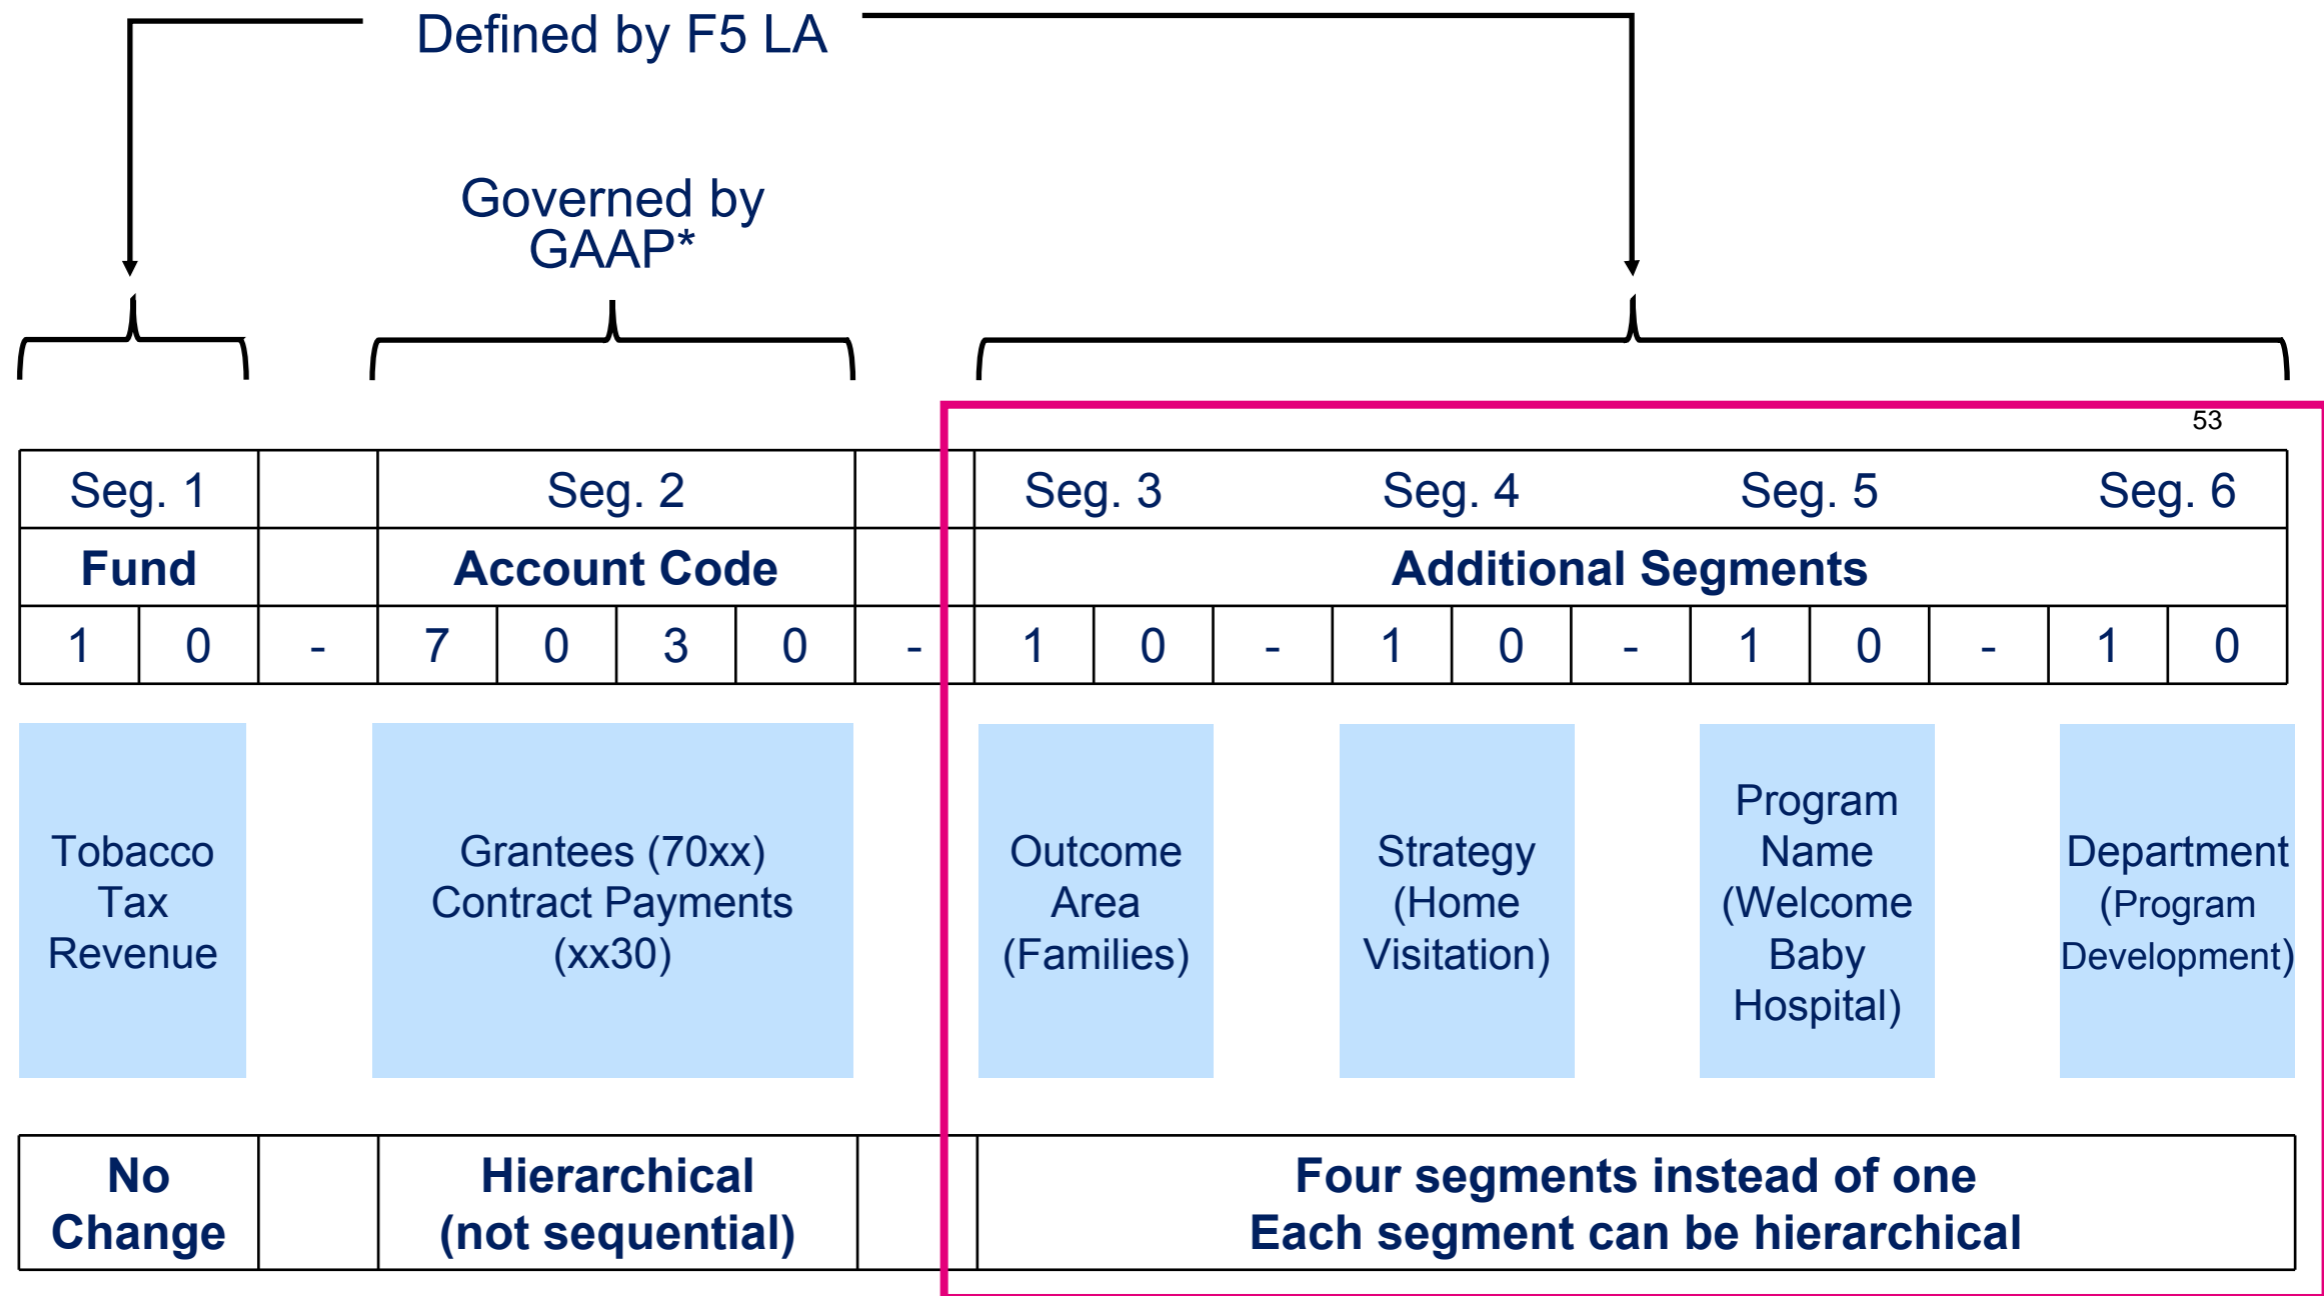 Defined by F5 LA
Governed by
GAAP*
53
Seg. 1 Seg. 2 Seg. 3 Seg. 4 Seg. 5 Seg. 6
Fund Account Code Additional Segments
1 0 - 7 0 3 0 - 1 0 - 1 0 - 1 0 - 1 0
Tobacco
Tax
Revenue
Grantees (70xx)
Contract Payments
(xx30)
Outcome
Area
(Families)
Strategy
(Home
Visitation)
Program
Name
(Welcome
Baby
Hospital)
Department
(Program
Development)
No
Change
Hierarchical
(not sequential)
Four segments instead of one
Each segment can be hierarchical